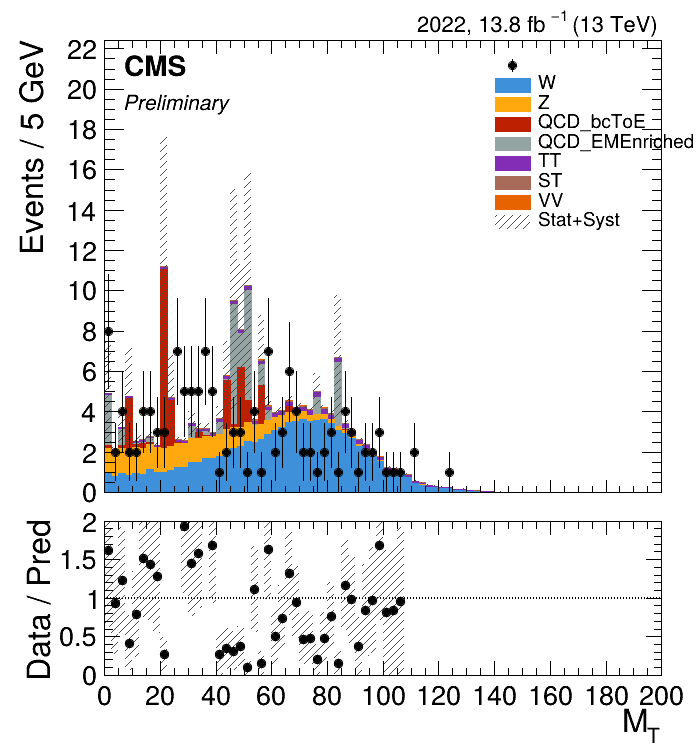 2022, 13.8 fb⁻¹ (13 TeV)
CMS
Preliminary
W
Z
QCD_bcToE
QCD_EMEnriched
TT
ST
VV
Stat+Syst
Events / 5 GeV
22
20
18
16
14
12
10
8
6
4
2
0
Data / Pred
2
1.5
1
0.5
0
0 20 40 60 80 100 120 140 160 180 200
M_T